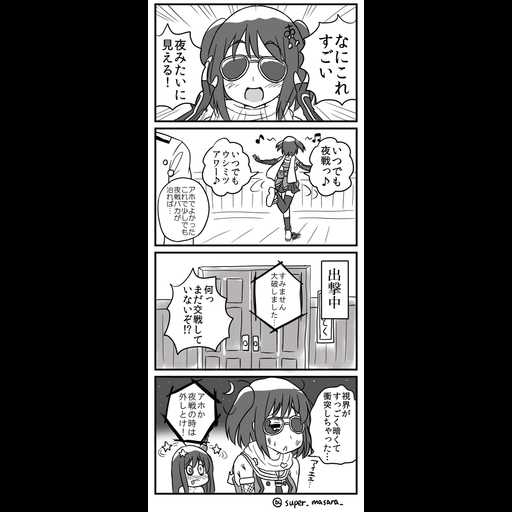 なにこれ
すごい
夜みたいに
見える!
いつでも
夜戦っ♪
いつでも
ウシミツ
アワー♪
アホでよかった
これで少しでも
夜戦バカが
治れば…
出撃中
すみません
大破しました…
何っ
まだ交戦して
いないぞ!?
視界が
すっごく暗くて
衝突しちゃった…
アホか
夜戦の時は
外しとけ!
super_masara_